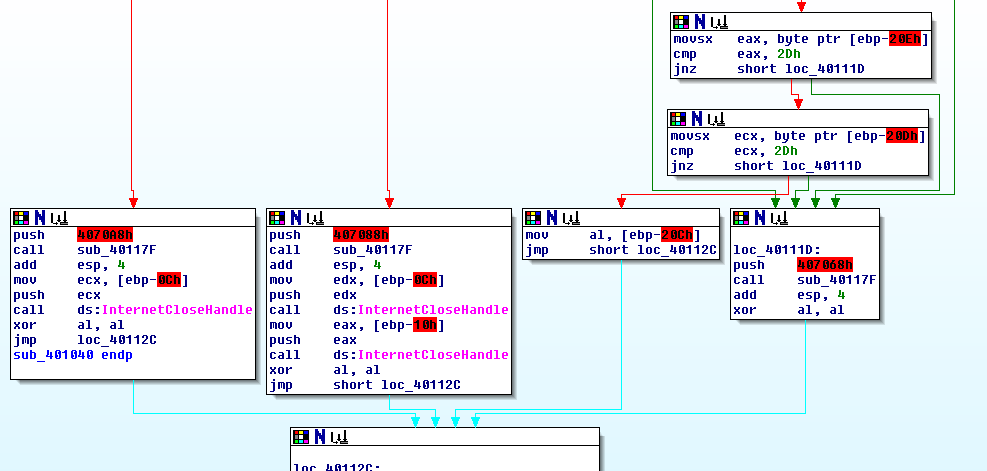 movsx   eax, byte ptr [ebp-20Eh]
cmp     eax, 2Dh
jnz     short loc_40111D
movsx   ecx, byte ptr [ebp-20Dh]
cmp     ecx, 2Dh
jnz     short loc_40111D
push    4070A8h
call    sub_40117F
add     esp, 4
mov     ecx, [ebp-0Ch]
push    ecx
call    ds:InternetCloseHandle
xor     al, al
jmp     loc_40112C
sub_401040 endp
push    407088h
call    sub_40117F
add     esp, 4
mov     edx, [ebp-0Ch]
push    edx
call    ds:InternetCloseHandle
mov     eax, [ebp-10h]
push    eax
call    ds:InternetCloseHandle
xor     al, al
jmp     short loc_40112C
mov     al, [ebp-20Ch]
jmp     short loc_40112C
loc_40111D:
push    407068h
call    sub_40117F
add     esp, 4
xor     al, al
loc_40112C: